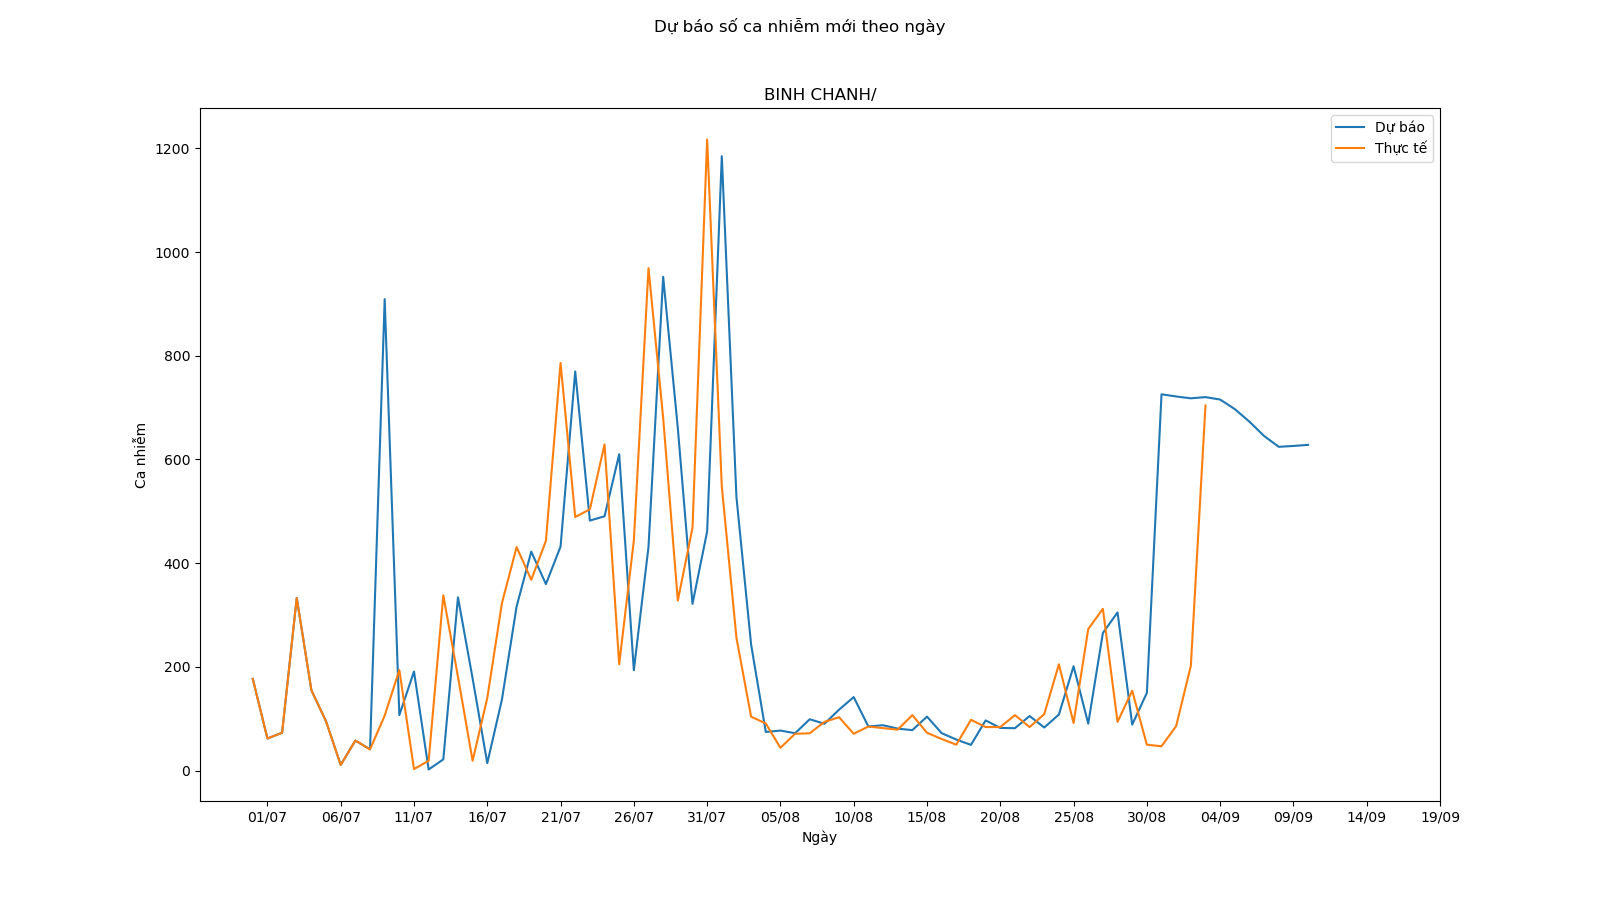 Dự báo số ca nhiễm mới theo ngày
BINH CHANH/
Dự báo
Thực tế
1200
1000
800
600
400
200
0
Ca nhiễm
01/07 06/07 11/07 16/07 21/07 26/07 31/07 05/08 10/08 15/08 20/08 25/08 30/08 04/09 09/09 14/09 19/09
Ngày